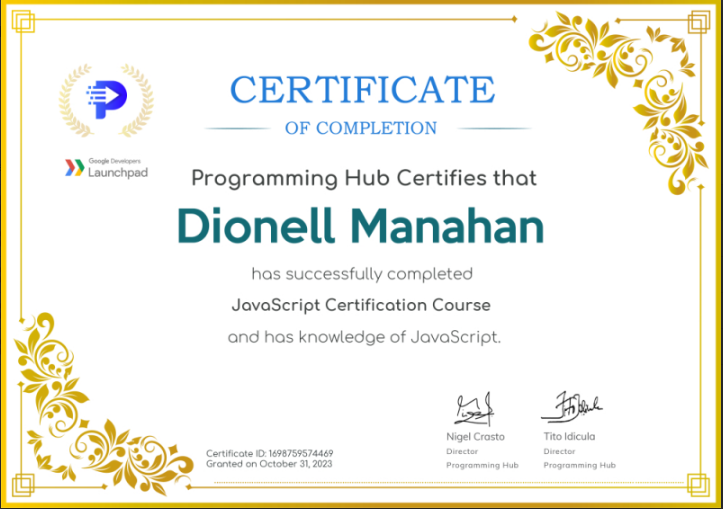 CERTIFICATE
OF COMPLETION
Google Developers
Launchpad
Programming Hub Certifies that
Dionell Manahan
has successfully completed
JavaScript Certification Course
and has knowledge of JavaScript.
Nigel Crasto
Director
Programming Hub
Tito Idicula
Director
Programming Hub
Certificate ID: 1698759574469
Granted on October 31, 2023